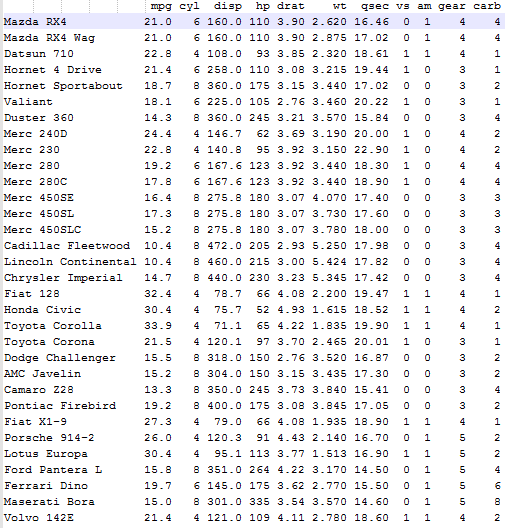 mpg cyl disp hp drat wt qsec vs am gear carb
Mazda RX4 21.0 6 160.0 110 3.90 2.620 16.46 0 1 4 4
Mazda RX4 Wag 21.0 6 160.0 110 3.90 2.875 17.02 0 1 4 4
Datsun 710 22.8 4 108.0 93 3.85 2.320 18.61 1 1 4 1
Hornet 4 Drive 21.4 6 258.0 110 3.08 3.215 19.44 1 0 3 1
Hornet Sportabout 18.7 8 360.0 175 3.15 3.440 17.02 0 0 3 2
Valiant 18.1 6 225.0 105 2.76 3.460 20.22 1 0 3 1
Duster 360 14.3 8 360.0 245 3.21 3.570 15.84 0 0 3 4
Merc 240D 24.4 4 146.7 62 3.69 3.190 20.00 1 0 4 2
Merc 230 22.8 4 140.8 95 3.92 3.150 22.90 1 0 4 2
Merc 280 19.2 6 167.6 123 3.92 3.440 18.30 1 0 4 4
Merc 280C 17.8 6 167.6 123 3.92 3.440 18.90 1 0 4 4
Merc 450SE 16.4 8 275.8 180 3.07 4.070 17.40 0 0 3 3
Merc 450SL 17.3 8 275.8 180 3.07 3.730 17.60 0 0 3 3
Merc 450SLC 15.2 8 275.8 180 3.07 3.780 18.00 0 0 3 3
Cadillac Fleetwood 10.4 8 472.0 205 2.93 5.250 17.98 0 0 3 4
Lincoln Continental 10.4 8 460.0 215 3.00 5.424 17.82 0 0 3 4
Chrysler Imperial 14.7 8 440.0 230 3.23 5.345 17.42 0 0 3 4
Fiat 128 32.4 4 78.7 66 4.08 2.200 19.47 1 1 4 1
Honda Civic 30.4 4 75.7 52 4.93 1.615 18.52 1 1 4 2
Toyota Corolla 33.9 4 71.1 65 4.22 1.835 19.90 1 1 4 1
Toyota Corona 21.5 4 120.1 97 3.70 2.465 20.01 1 0 3 1
Dodge Challenger 15.5 8 318.0 150 2.76 3.520 16.87 0 0 3 2
AMC Javelin 15.2 8 304.0 150 3.15 3.435 17.30 0 0 3 2
Camaro Z28 13.3 8 350.0 245 3.73 3.840 15.41 0 0 3 4
Pontiac Firebird 19.2 8 400.0 175 3.08 3.845 17.05 0 0 3 2
Fiat X1-9 27.3 4 79.0 66 4.08 1.935 18.90 1 1 4 1
Porsche 914-2 26.0 4 120.3 91 4.43 2.140 16.70 0 1 5 2
Lotus Europa 30.4 4 95.1 113 3.77 1.513 16.90 1 1 5 2
Ford Pantera L 15.8 8 351.0 264 4.22 3.170 14.50 0 1 5 4
Ferrari Dino 19.7 6 145.0 175 3.62 2.770 15.50 0 1 5 6
Maserati Bora 15.0 8 301.0 335 3.54 3.570 14.60 0 1 5 8
Volvo 142E 21.4 4 121.0 109 4.11 2.780 18.60 1 1 4 2